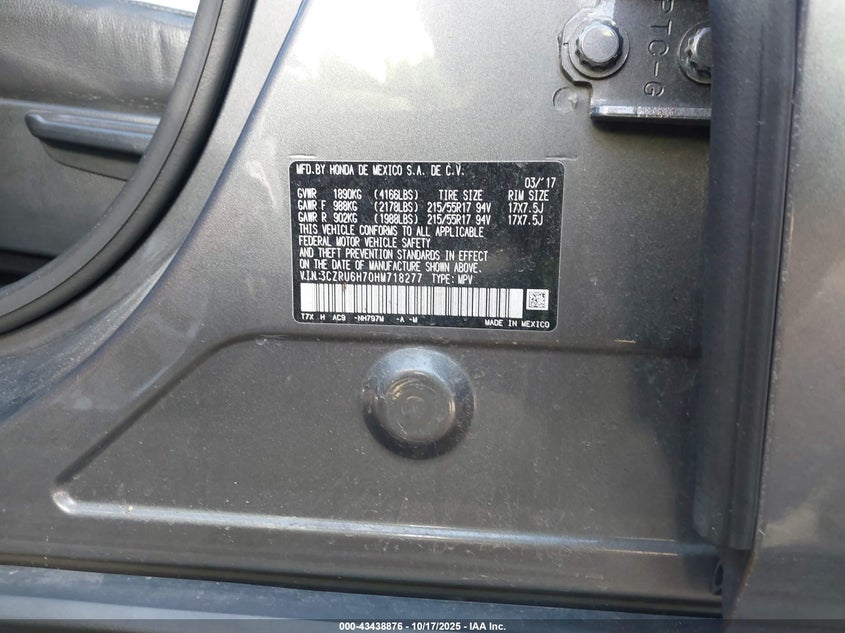 PTC-G
MFD.BY HONDA DE MEXICO S.A. DE C.V.
03/'17
GVWR 1890KG (4166LBS) TIRE SIZE RIM SIZE
GAWR F 988KG (2178LBS) 215/55R17 94V 17X7.5J
GAWR R 902KG (1988LBS) 215/55R17 94V 17X7.5J
THIS VEHICLE CONFORMS TO ALL APPLICABLE
FEDERAL MOTOR VEHICLE SAFETY
AND THEFT PREVENTION STANDARDS IN EFFECT
ON THE DATE OF MANUFACTURE SHOWN ABOVE.
V.I.N.:3CZRU6H70HM718277 TYPE: MPV
T7X H AC9 -NH797M -A -M MADE IN MEXICO
000-43438876 | 10/17/2025 - IAA Inc.